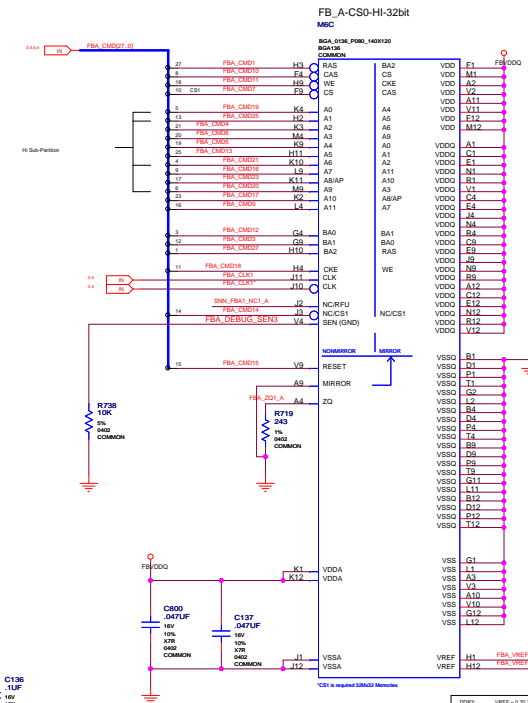 FB_A-CS0-HI-32bit
M6C
BGA_0136_P080_140X120
BGA136
COMMON
3,4,4,4 IN FBA_CMD[27..0]
27 FBA_CMD1 H3 RAS BA2 VDD F1
8 FBA_CMD10 F4 CAS CS VDD M1
18 FBA_CMD11 H9 WE CKE VDD A2
10 CS1 FBA_CMD7 F9 CS CAS VDD V2
VDD A11
5 FBA_CMD19 K4 A0 A4 VDD V11
13 FBA_CMD25 H2 A1 A5 VDD F12
21 FBA_CMD4 K3 A2 A6 VDD M12
20 FBA_CMD6 M4 A3 A9
19 FBA_CMD5 K9 A4 A0 VDDQ A1
25 FBA_CMD13 H11 A5 A1 VDDQ C1
4 FBA_CMD21 K10 A6 A2 VDDQ E1
9 FBA_CMD16 L9 A7 A11 VDDQ N1
17 FBA_CMD23 K11 A8/AP A10 VDDQ R1
6 FBA_CMD20 M9 A9 A3 VDDQ V1
23 FBA_CMD17 K2 A10 A8/AP VDDQ C4
16 FBA_CMD9 L4 A11 A7 VDDQ E4
VDDQ J4
VDDQ N4
3 FBA_CMD12 G4 BA0 BA1 VDDQ R4
12 FBA_CMD3 G9 BA1 BA0 VDDQ C9
1 FBA_CMD27 H10 BA2 RAS VDDQ E9
VDDQ J9
11 FBA_CMD18 H4 CKE WE VDDQ N9
3,4 IN FBA_CLK1 J11 CLK VDDQ R9
3,4 IN FBA_CLK1* J10 CLK VDDQ A12
VDDQ C12
SNN_FBA1_NC1_A J2 NC/RFU VDDQ E12
14 FBA_CMD14 J3 NC/CS1 NC/CS1 VDDQ N12
FBA_DEBUG_SEN3 V4 SEN (GND) VDDQ R12
VDDQ V12
Hi Sub-Partition
FBVDDQ
NONMIRROR MIRROR
15 FBA_CMD15 V9 RESET
A9 MIRROR
FBA_ZQ1_A A4 ZQ
VSSQ B1
VSSQ D1
VSSQ P1
VSSQ T1
VSSQ G2
VSSQ L2
VSSQ B4
VSSQ D4
VSSQ P4
VSSQ T4
VSSQ B9
VSSQ D9
VSSQ P9
VSSQ T9
VSSQ G11
VSSQ L11
VSSQ B12
VSSQ D12
VSSQ P12
VSSQ T12
R738
10K
5%
0402
COMMON
R719
243
1%
0402
COMMON
FBVDDQ
K1 VDDA
K12 VDDA
VSS G1
VSS L1
VSS A3
VSS V3
VSS A10
VSS V10
VSS G12
VSS L12
C800
.047UF
16V
10%
X7R
0402
COMMON
C137
.047UF
16V
10%
X7R
0402
COMMON
J1 VSSA
J12 VSSA
VREF H1 FBA_VREF
VREF H12 FBA_VREF
*CS1 is required 32Mx32 Memories
C136
.1UF
16V